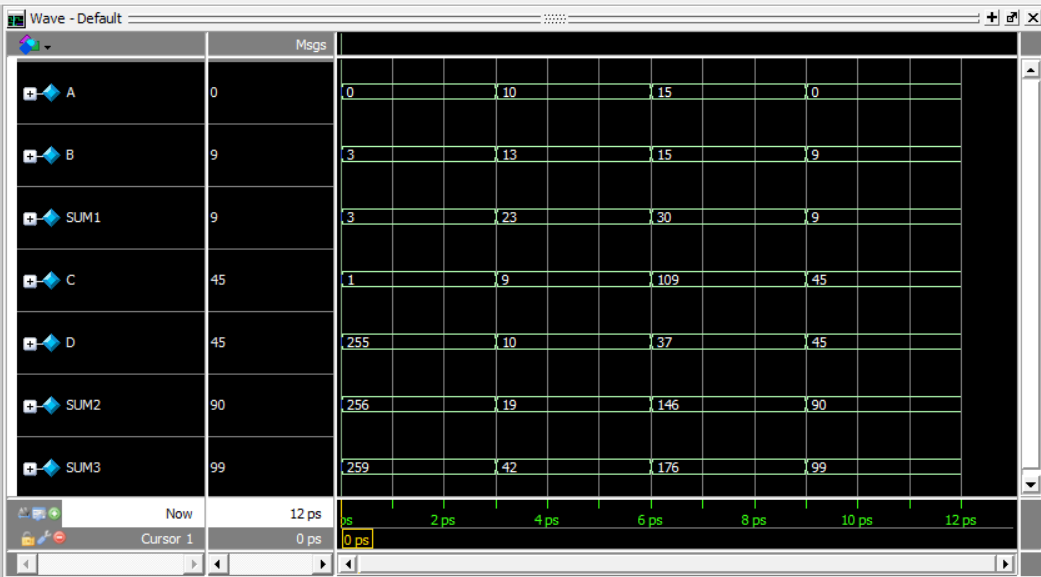 Wave - Default
Msgs
A 0 0 10 15 0
B 9 3 13 15 9
SUM1 9 3 23 30 9
C 45 1 9 109 45
D 45 255 10 37 45
SUM2 90 256 19 146 90
SUM3 99 259 42 176 99
Now 12 ps ps 2 ps 4 ps 6 ps 8 ps 10 ps 12 ps
Cursor 1 0 ps 0 ps